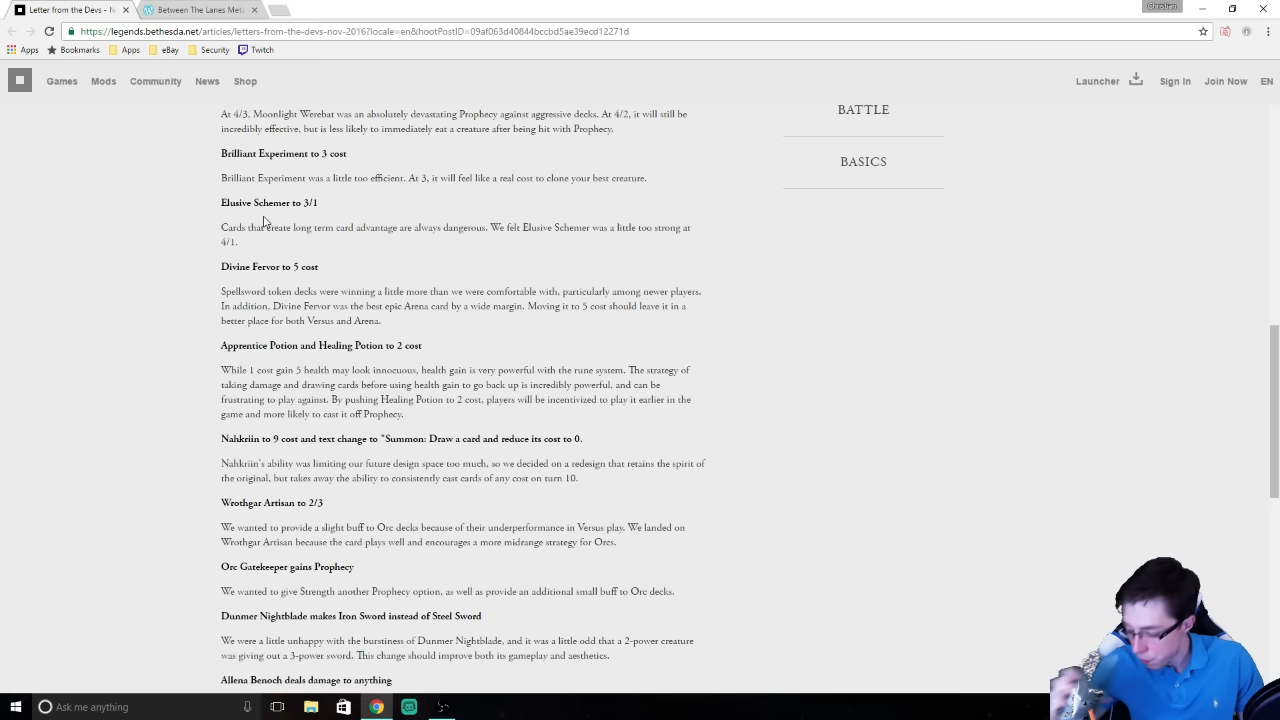 Letter from the Devs - N
Between The Lanes Meta
Christian
https://legends.bethesda.net/articles/letters-from-the-devs-nov-2016?locale=en&hootPostID=09af063d40844bccbd5ae39ecd12271d
Apps
Bookmarks
Apps
eBay
Security
Twitch
Games
Mods
Community
News
Shop
Launcher
Sign In
Join Now
EN
At 4/3, Moonlight Werebat was an absolutely devastating Prophecy against aggressive decks. At 4/2, it will still be
incredibly effective, but is less likely to immediately eat a creature after being hit with Prophecy.
Brilliant Experiment to 3 cost
Brilliant Experiment was a little too efficient. At 3, it will feel like a real cost to clone your best creature.
Elusive Schemer to 3/1
Cards that create long term card advantage are always dangerous. We felt Elusive Schemer was a little too strong at
4/1.
Divine Fervor to 5 cost
Spellsword token decks were winning a little more than we were comfortable with, particularly among newer players.
In addition, Divine Fervor was the best epic Arena card by a wide margin. Moving it to 5 cost should leave it in a
better place for both Versus and Arena.
Apprentice Potion and Healing Potion to 2 cost
While 1 cost gain 5 health may look innocuous, health gain is very powerful with the rune system. The strategy of
taking damage and drawing cards before using health gain to go back up is incredibly powerful, and can be
frustrating to play against. By pushing Healing Potion to 2 cost, players will be incentivized to play it earlier in the
game and more likely to cast it off Prophecy.
Nahkriin to 9 cost and text change to "Summon: Draw a card and reduce its cost to 0.
Nahkriin's ability was limiting our future design space too much, so we decided on a redesign that retains the spirit of
the original, but takes away the ability to consistently cast cards of any cost on turn 10.
Wrothgar Artisan to 2/3
We wanted to provide a slight buff to Orc decks because of their underperformance in Versus play. We landed on
Wrothgar Artisan because the card plays well and encourages a more midrange strategy for Orcs.
Orc Gatekeeper gains Prophecy
We wanted to give Strength another Prophecy option, as well as provide an additional small buff to Orc decks.
Dunmer Nightblade makes Iron Sword instead of Steel Sword
We were a little unhappy with the burstiness of Dunmer Nightblade, and it was a little odd that a 2-power creature
was giving out a 3-power sword. This change should improve both its gameplay and aesthetics.
Allena Benoch deals damage to anything
BATTLE
BASICS
Ask me anything